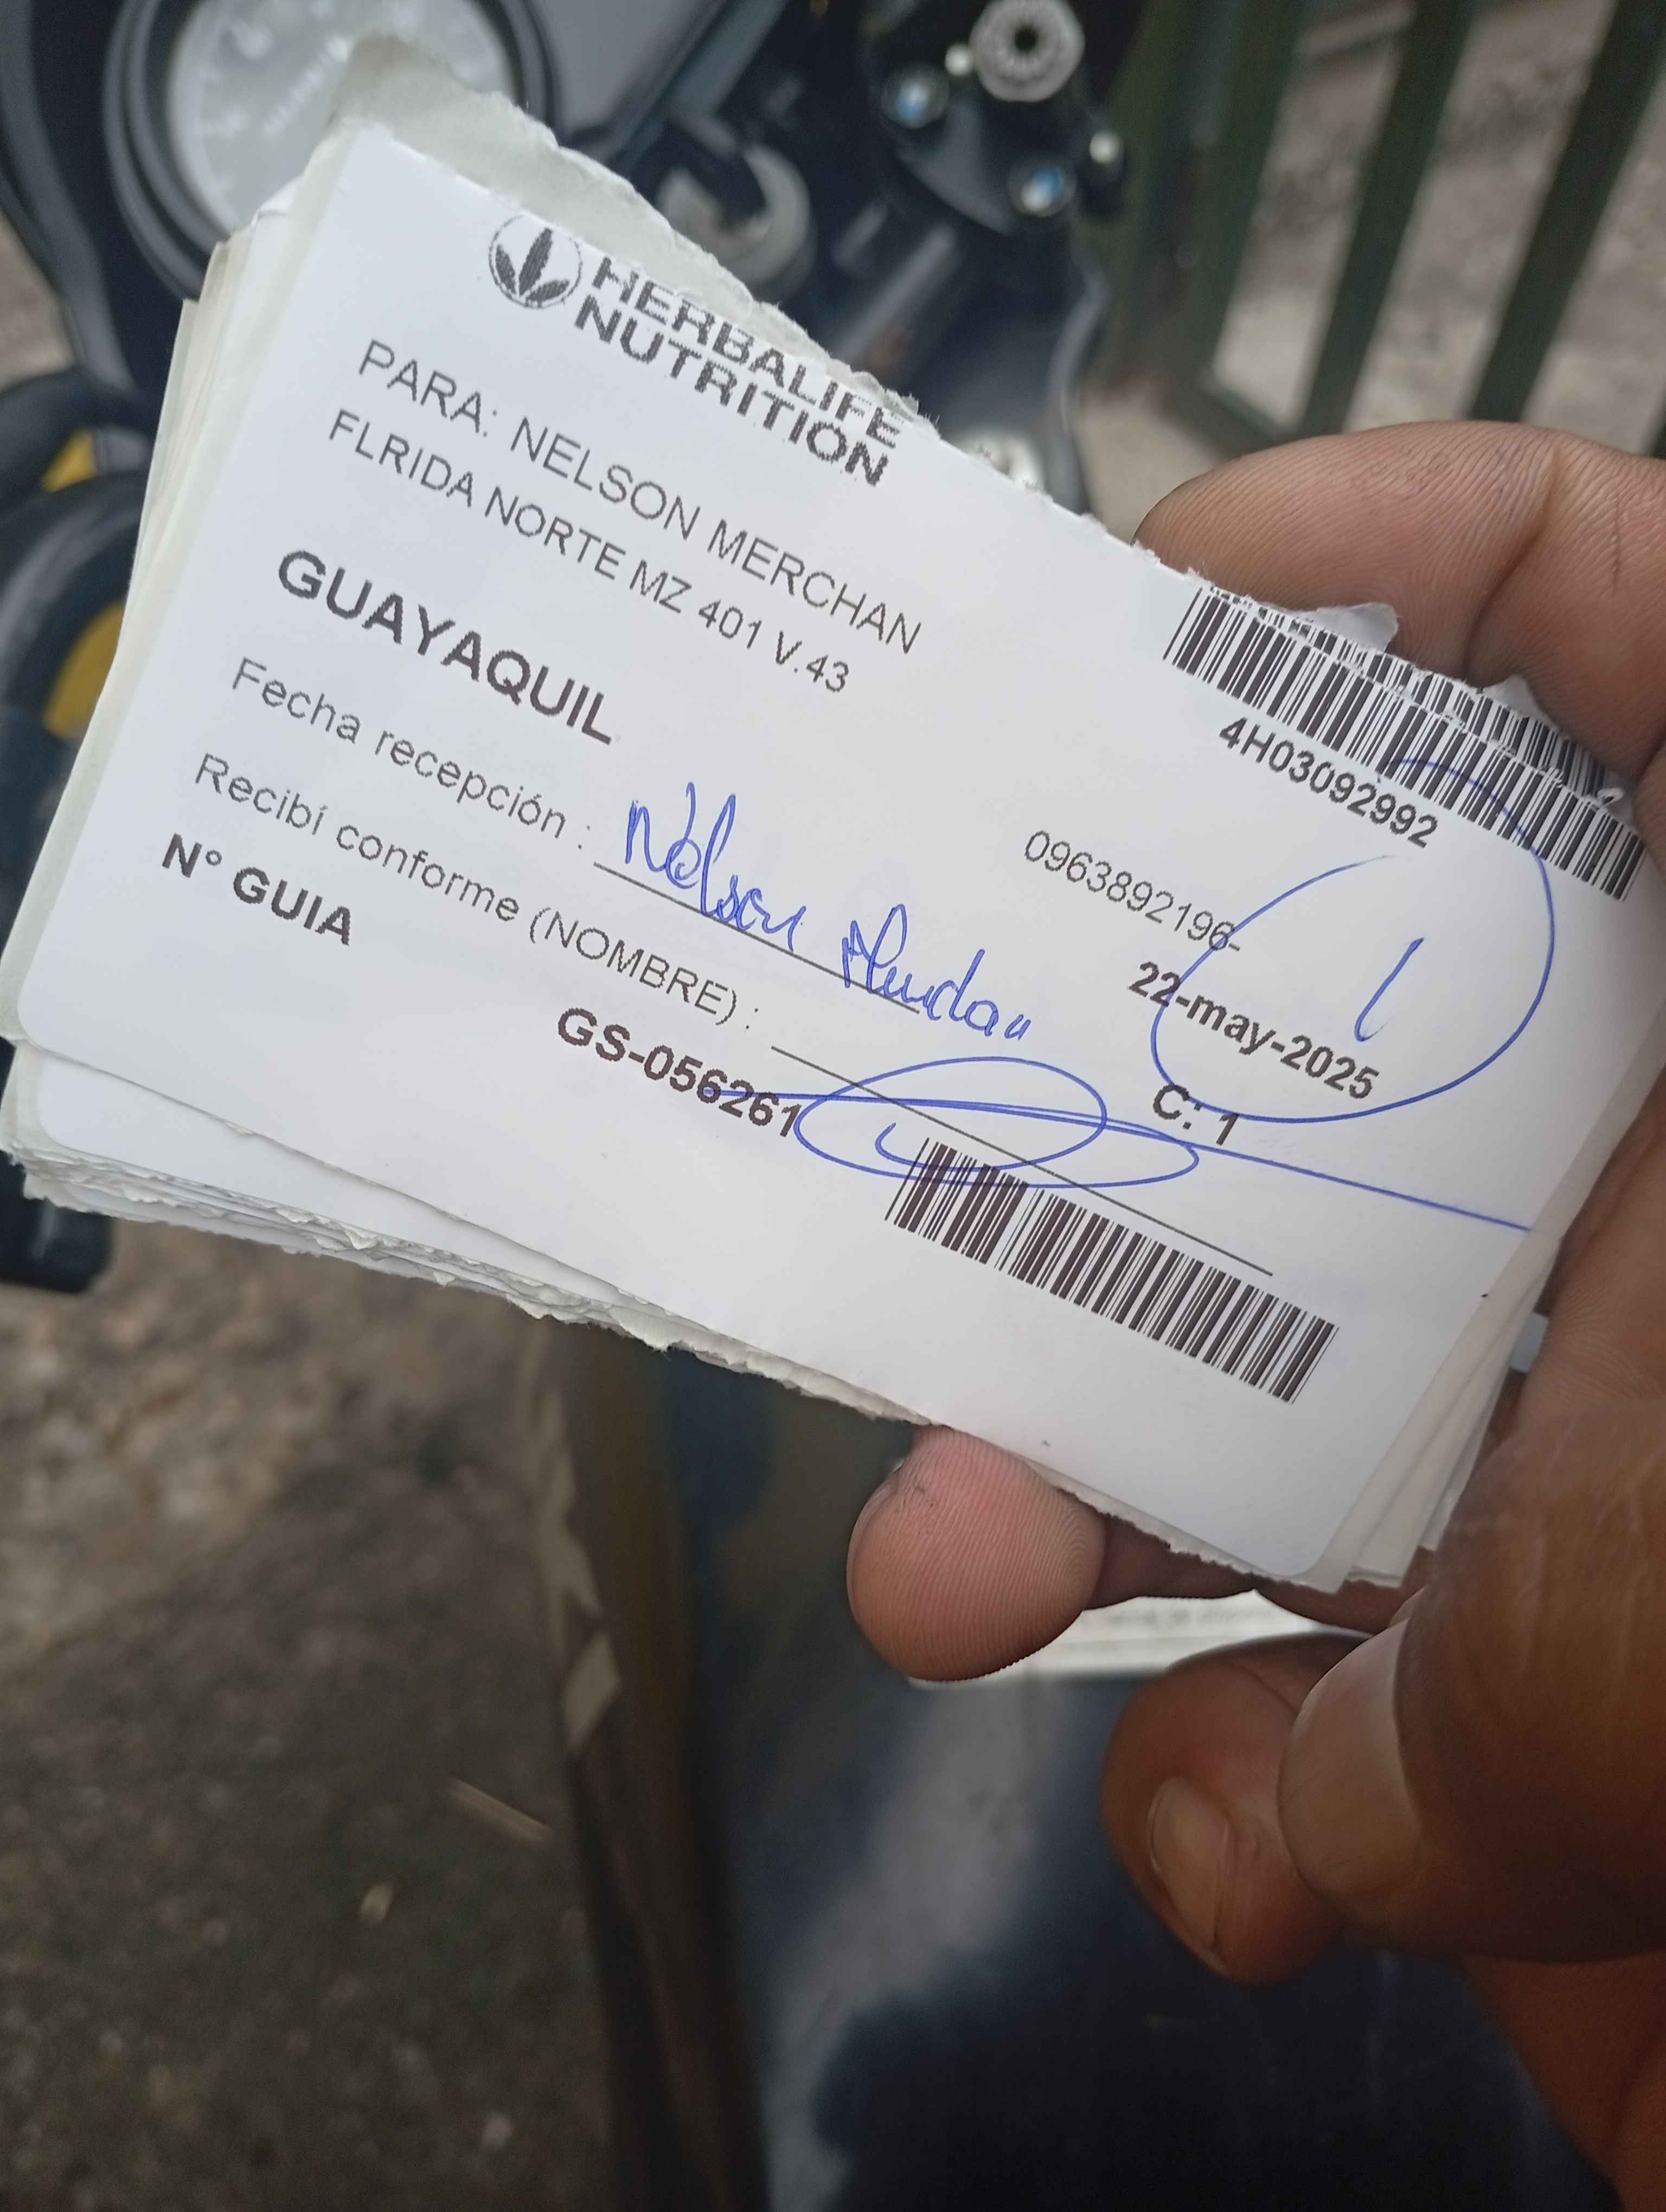 HERBALIFE
NUTRITION
PARA: NELSON MERCHAN
FLRIDA NORTE MZ 401 V.43
GUAYAQUIL
4H03092992
0963892196-
22-may-2025
C: 1
1
Fecha recepción : Nelson
Recibí conforme (NOMBRE) :
N° GUIA
GS-056261